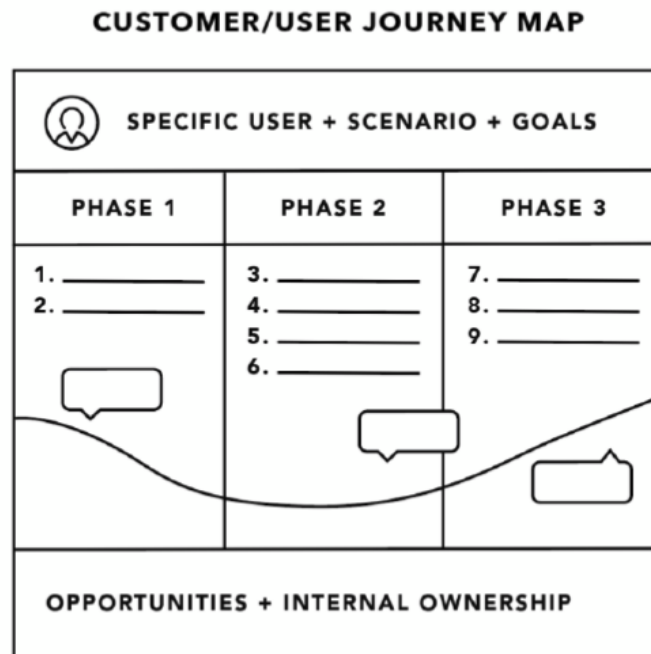 CUSTOMER/USER JOURNEY MAP
SPECIFIC USER + SCENARIO + GOALS
PHASE 1
PHASE 2
PHASE 3
1.
2.
3.
4.
5.
6.
7.
8.
9.
OPPORTUNITIES + INTERNAL OWNERSHIP